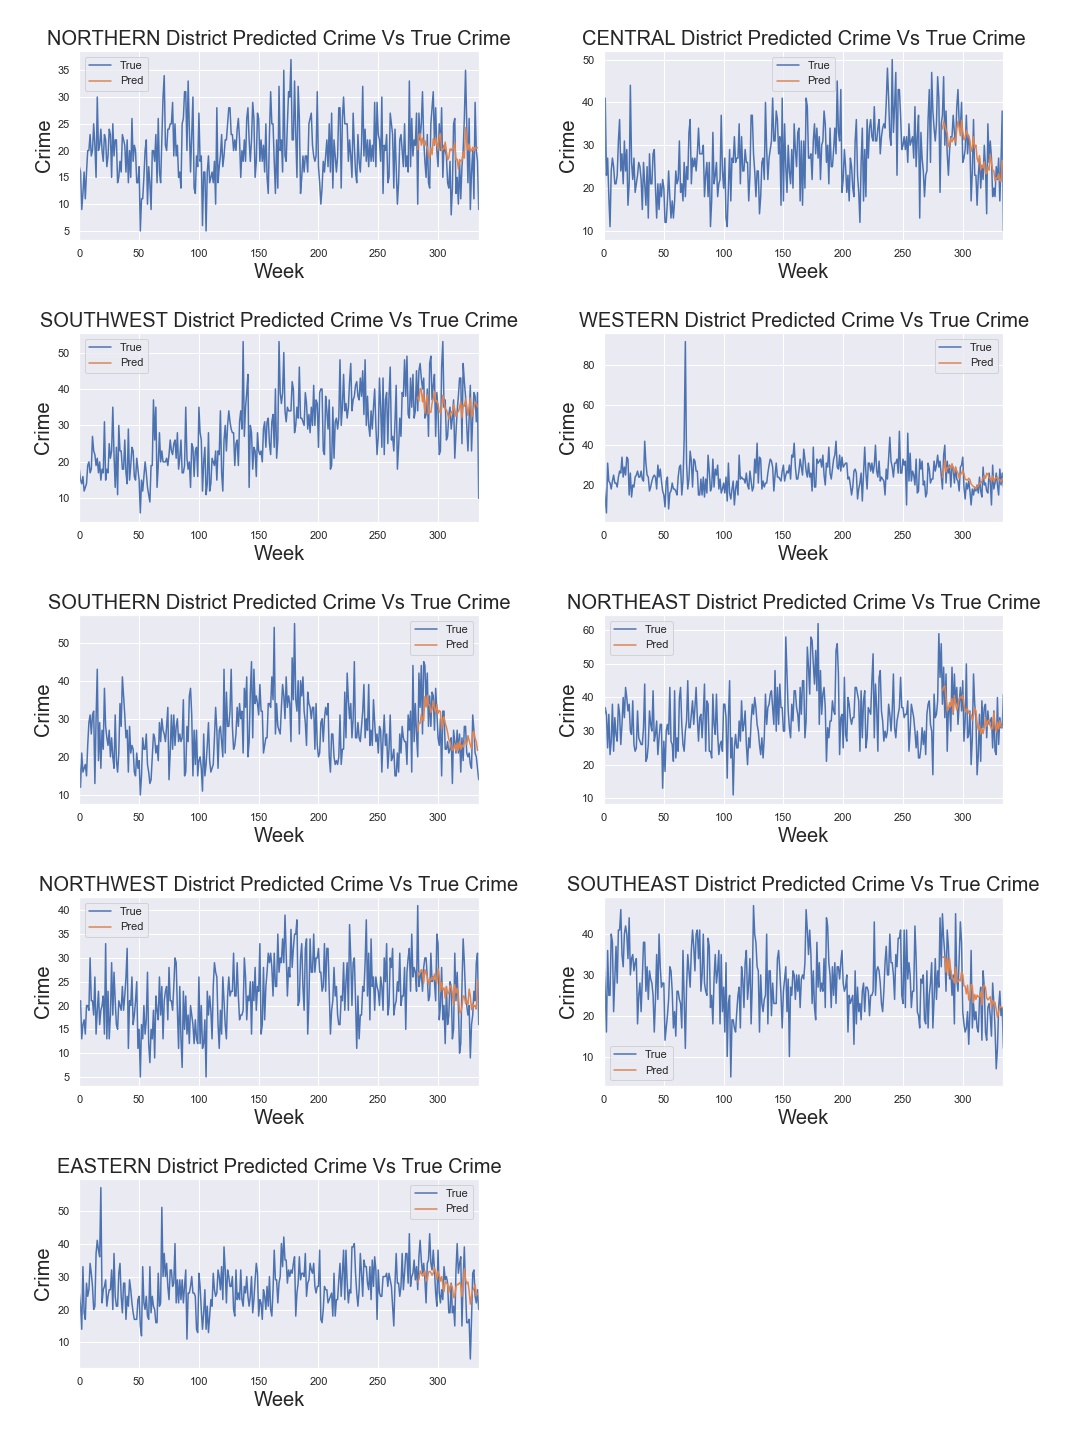 NORTHERN District Predicted Crime Vs True Crime
True
Pred
35
30
25
20
15
10
5
Crime
0 50 100 150 200 250 300
Week
CENTRAL District Predicted Crime Vs True Crime
True
Pred
50
40
30
20
10
Crime
0 50 100 150 200 250 300
Week
SOUTHWEST District Predicted Crime Vs True Crime
True
Pred
50
40
30
20
10
Crime
0 50 100 150 200 250 300
Week
WESTERN District Predicted Crime Vs True Crime
True
Pred
80
60
40
20
Crime
0 50 100 150 200 250 300
Week
SOUTHERN District Predicted Crime Vs True Crime
True
Pred
50
40
30
20
10
Crime
0 50 100 150 200 250 300
Week
NORTHEAST District Predicted Crime Vs True Crime
True
Pred
60
50
40
30
20
10
Crime
0 50 100 150 200 250 300
Week
NORTHWEST District Predicted Crime Vs True Crime
True
Pred
40
35
30
25
20
15
10
5
Crime
0 50 100 150 200 250 300
Week
SOUTHEAST District Predicted Crime Vs True Crime
40
30
20
10
Crime
True
Pred
0 50 100 150 200 250 300
Week
EASTERN District Predicted Crime Vs True Crime
True
Pred
50
40
30
20
10
Crime
0 50 100 150 200 250 300
Week